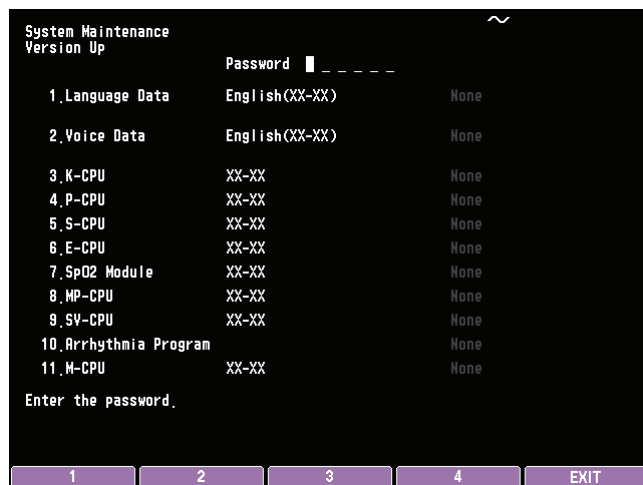 System Maintenance
Version Up
Password _ _ _ _ _
1.Language Data English(XX-XX) None
2.Voice Data English(XX-XX) None
3.K-CPU XX-XX None
4.P-CPU XX-XX None
5.S-CPU XX-XX None
6.E-CPU XX-XX None
7.SpO2 Module XX-XX None
8.MP-CPU XX-XX None
9.SV-CPU XX-XX None
10.Arrhythmia Program None
11.M-CPU XX-XX None
Enter the password.
1 2 3 4 EXIT